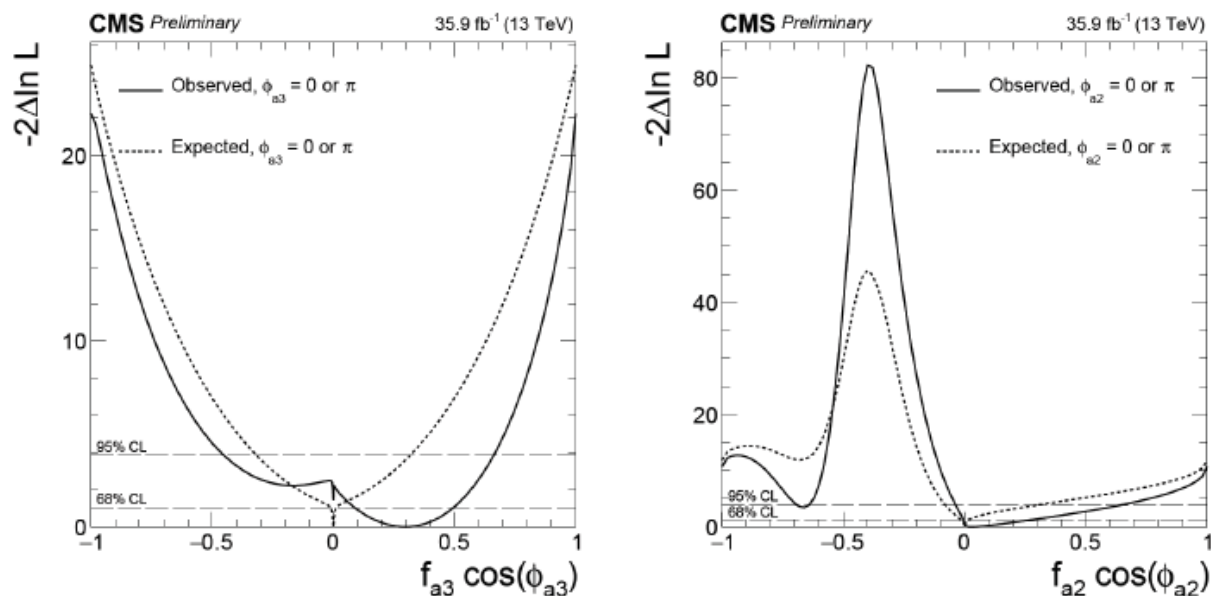 CMS Preliminary 35.9 fb⁻¹ (13 TeV)
-2Δln L
Observed, ϕa3 = 0 or π
Expected, ϕa3 = 0 or π
20
10
95% CL
68% CL
0
−1 −0.5 0 0.5 1
fa3 cos(ϕa3)
CMS Preliminary 35.9 fb⁻¹ (13 TeV)
-2Δln L
80
Observed, ϕa2 = 0 or π
Expected, ϕa2 = 0 or π
60
40
20
95% CL
68% CL
0
−1 −0.5 0 0.5 1
fa2 cos(ϕa2)